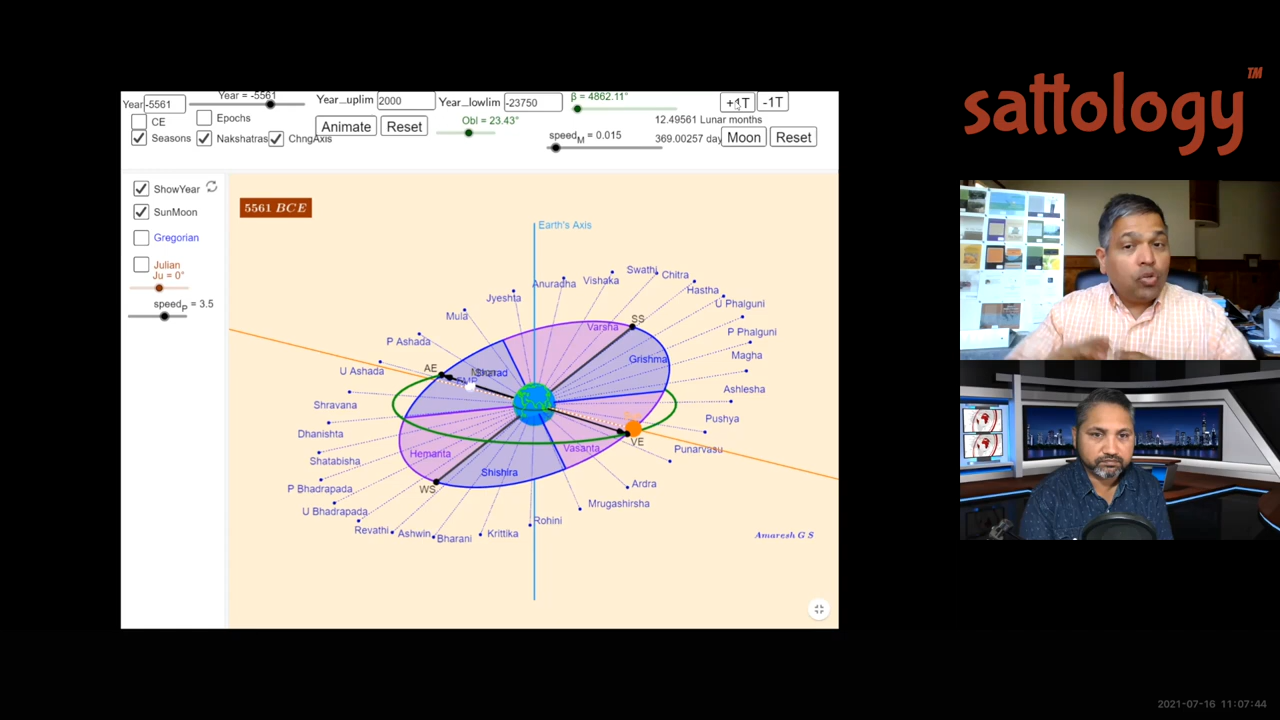 sattology™
Year -5561
Year = -5561
Year_uplim 2000
Year_lowlim -23750
β = 4862.11°
+1T
-1T
CE
Epochs
Animate
Reset
Obl = 23.43°
speedM = 0.015
12.49561 Lunar months
369.00257 day
Moon
Reset
Seasons
Nakshatras
ChngAxis
ShowYear
SunMoon
Gregorian
Julian
Ju = 0°
speedP = 3.5
5561 BCE
Earth's Axis
Swathi
Chitra
Vishaka
Anuradha
Hastha
Jyeshta
U Phalguni
Mula
SS
Varsha
P Phalguni
P Ashada
Magha
Grishma
AE
U Ashada
Sharad
Ashlesha
Shravana
Pushya
Dhanishta
VE
Punarvasu
Vasanta
Hemanta
Shatabisha
Shishira
Ardra
WS
P Bhadrapada
Mrugashirsha
U Bhadrapada
Rohini
Revathi
Ashwin
Bharani
Krittika
Amaresh G S
2021-07-16 11:07:44